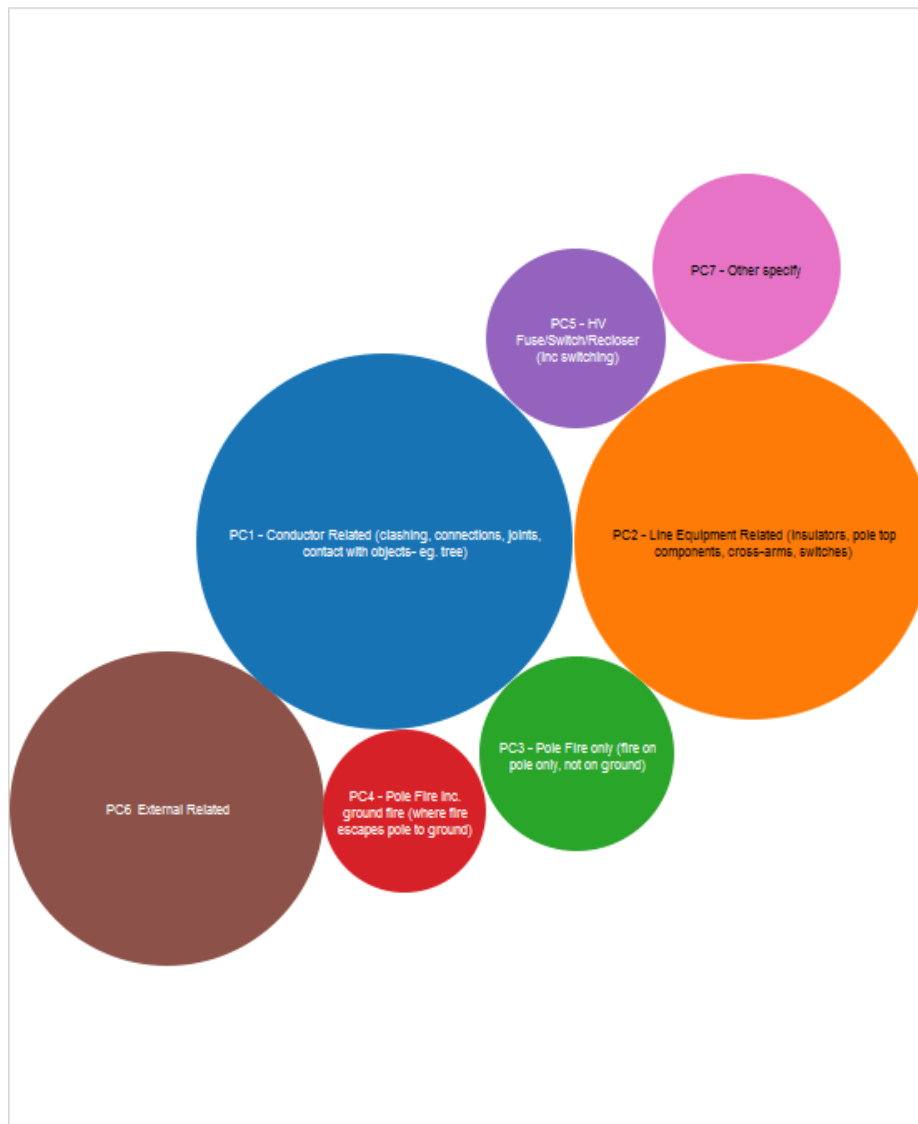 PC7 - Other specify
PC5 - HV
Fuse/Switch/Recloser
(inc switching)
PC1 - Conductor Related (clashing, connections, joints,
contact with objects- eg. tree)
PC2 - Line Equipment Related (insulators, pole top
components, cross-arms, switches)
PC3 - Pole Fire only (fire on
pole only, not on ground)
PC4 - Pole Fire inc.
ground fire (where fire
escapes pole to ground)
PC6 External Related